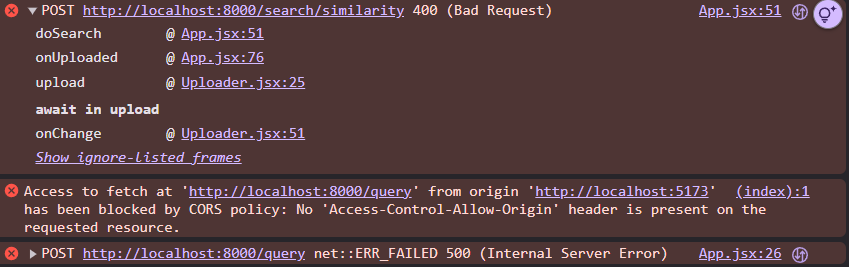 POST http://localhost:8000/search/similarity 400 (Bad Request) App.jsx:51
doSearch @ App.jsx:51
onUploaded @ App.jsx:76
upload @ Uploader.jsx:25
await in upload
onChange @ Uploader.jsx:51
Show ignore-listed frames
Access to fetch at 'http://localhost:8000/query' from origin 'http://localhost:5173' (index):1
has been blocked by CORS policy: No 'Access-Control-Allow-Origin' header is present on the
requested resource.
POST http://localhost:8000/query net::ERR_FAILED 500 (Internal Server Error) App.jsx:26